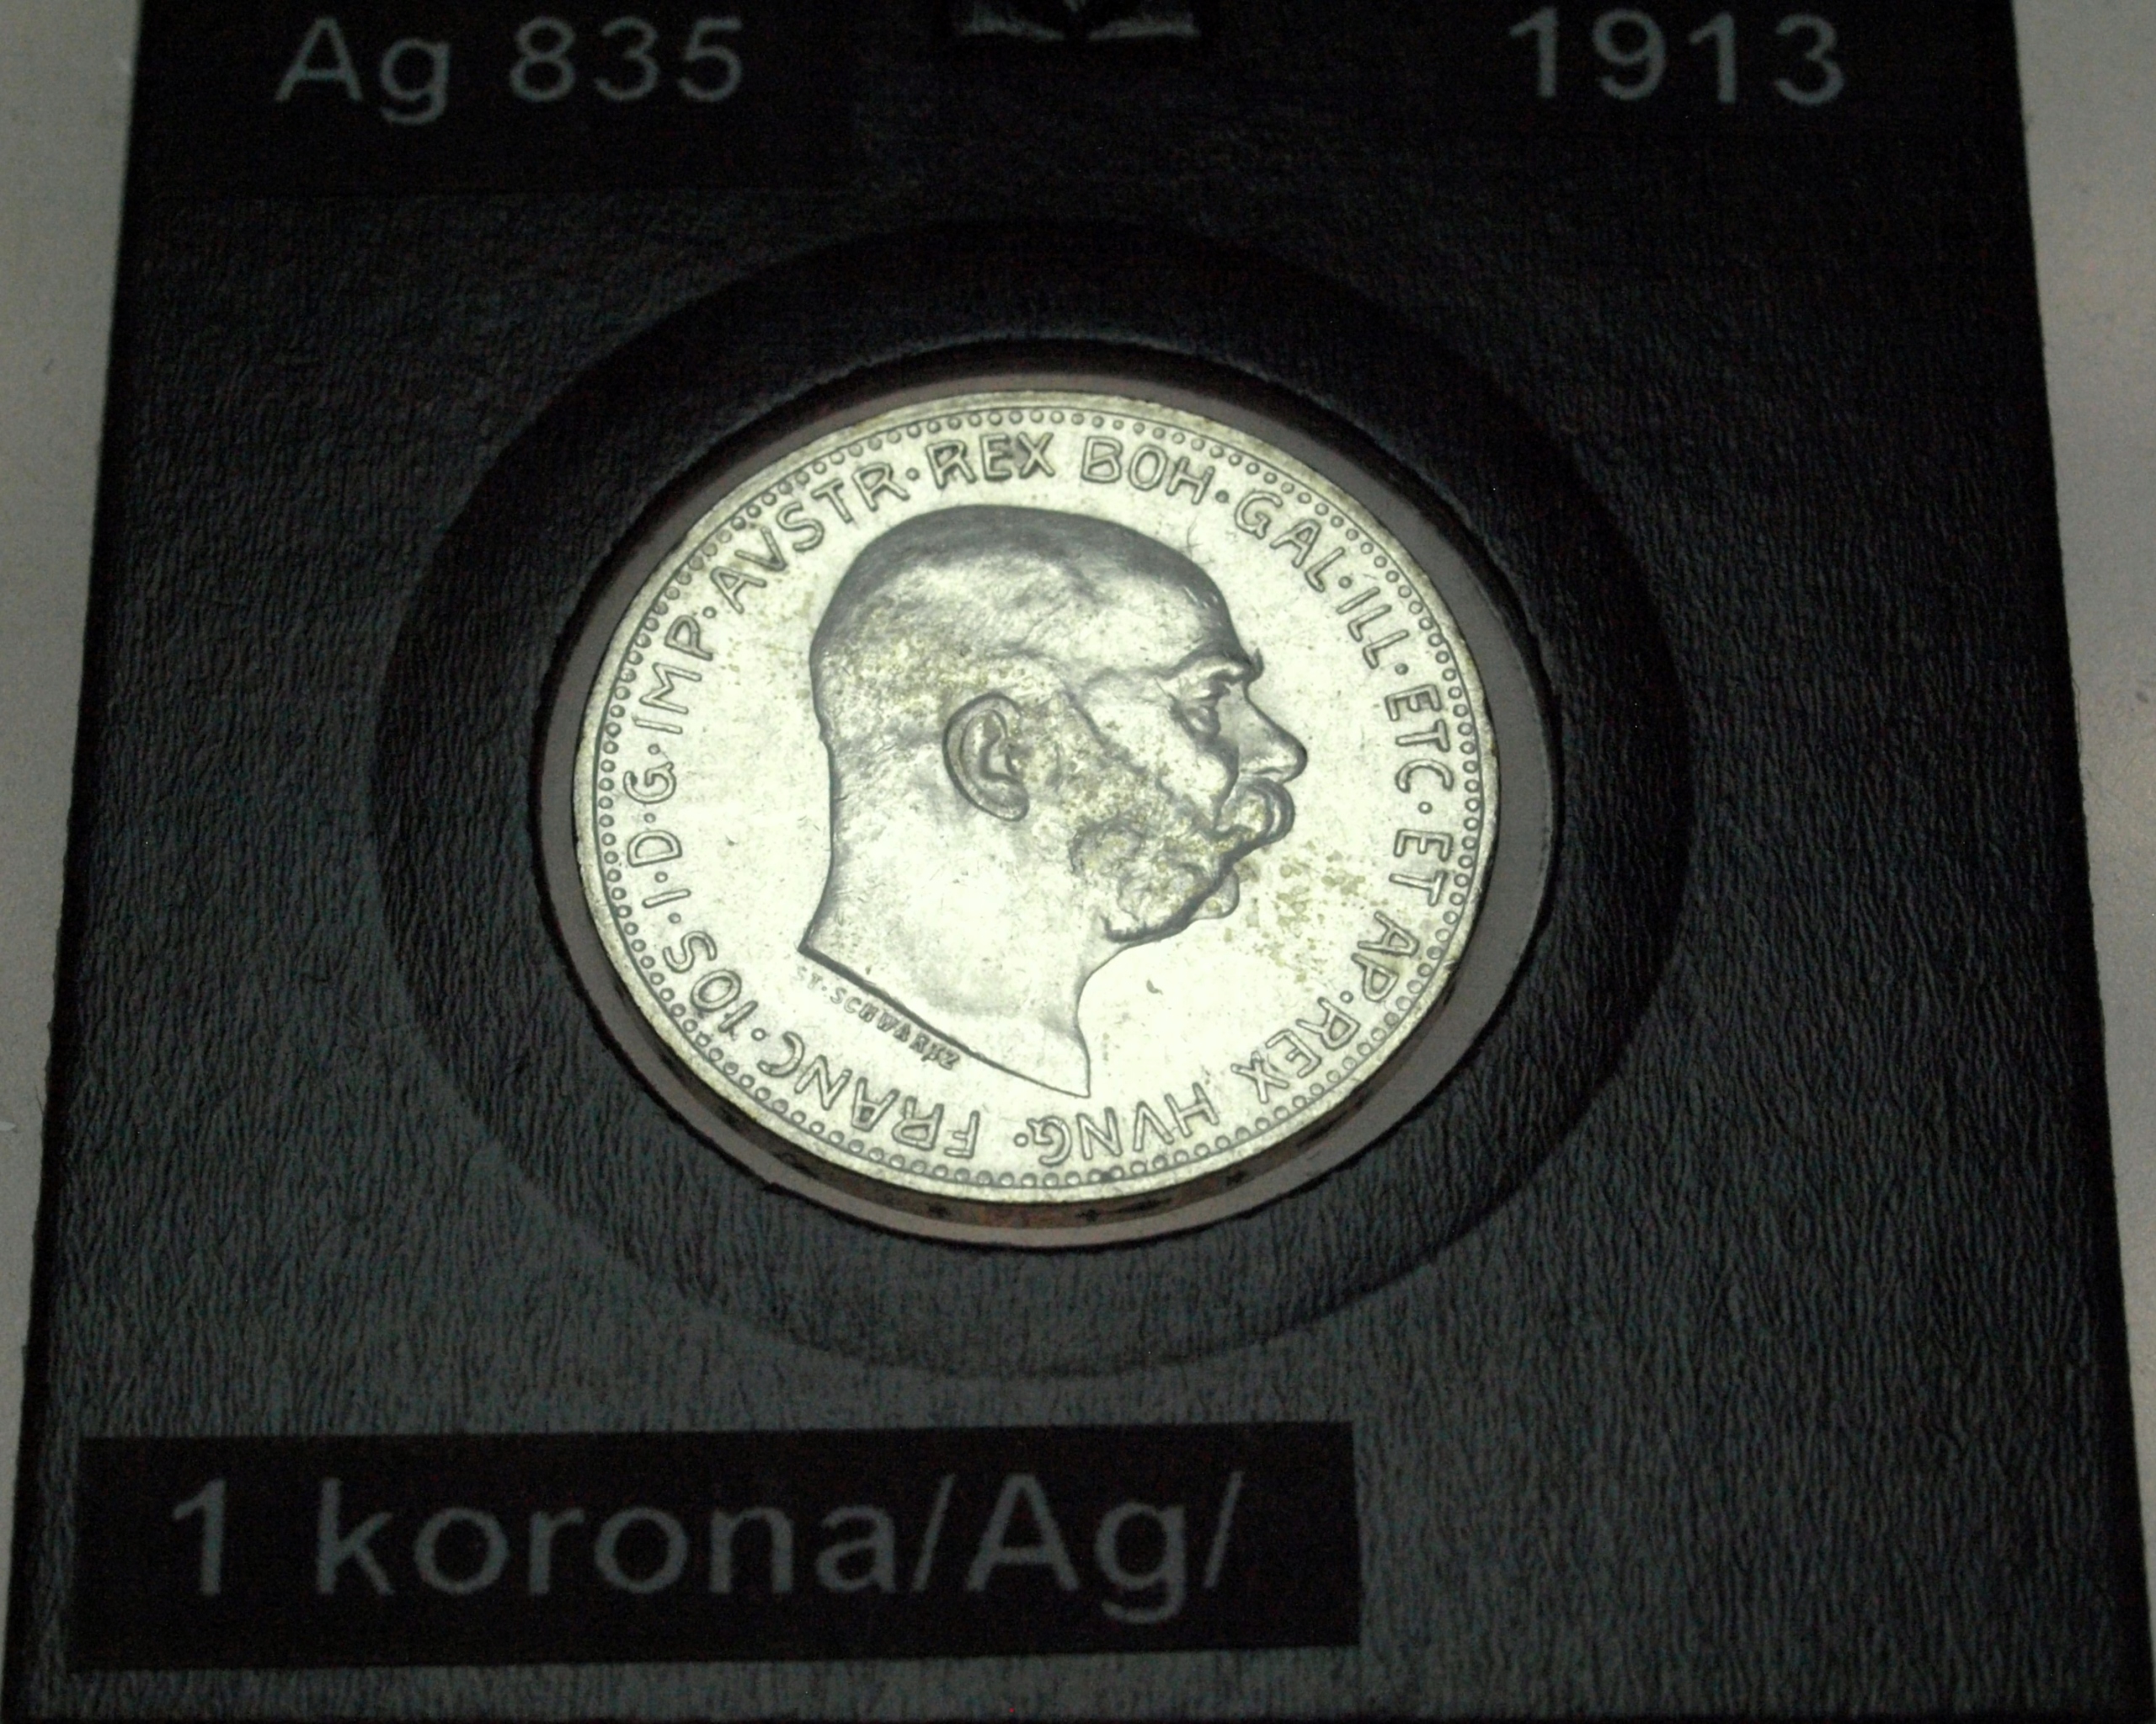 Ag 835
1913
FRANC·IOS·I·D·G·IMP·AVSTR·REX BOH·GAL·ILL·ETC·ET AP·REX HVNG·
ST·SCHWARTZ
1 korona/Ag/